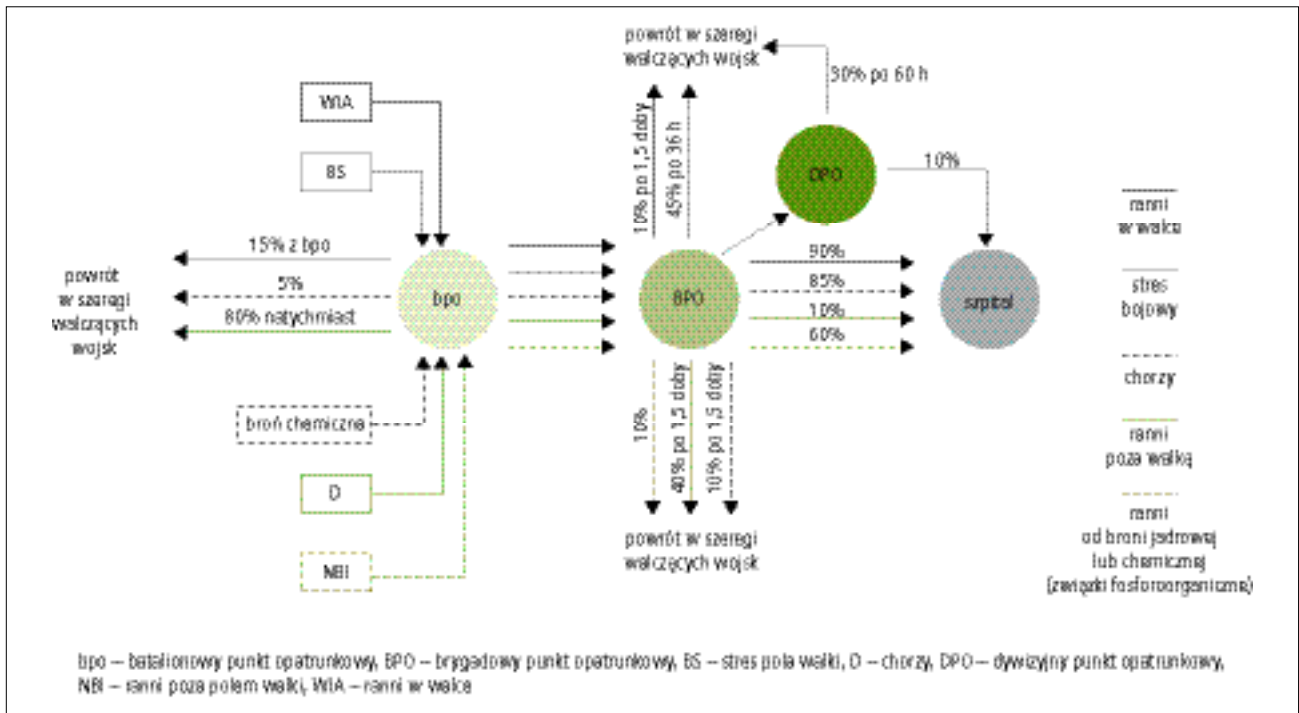 powrót w szeregi
walczących wojsk
30% po 60 h
WIA
BS
10% po 1,5 doby
45% po 36 h
DPO
10%
ranni
w walce
15% z bpo
5%
80% natychmiast
powrót
w szeregi
walczących
wojsk
bpo
BPO
90%
85%
10%
60%
szpital
stres
bojowy
chorzy
broń chemiczna
D
NBI
10%
40% po 1,5 doby
10% po 1,5 doby
powrót w szeregi
walczących wojsk
ranni
poza walką
ranni
od broni jądrowej
lub chemicznej
(związki fosforoorganiczne)
bpo – batalionowy punkt opatrunkowy, BPO – brygadowy punkt opatrunkowy, BS – stres pola walki, D – chorzy, DPO – dywizyjny punkt opatrunkowy,
NBI – ranni poza polem walki, WIA – ranni w walce